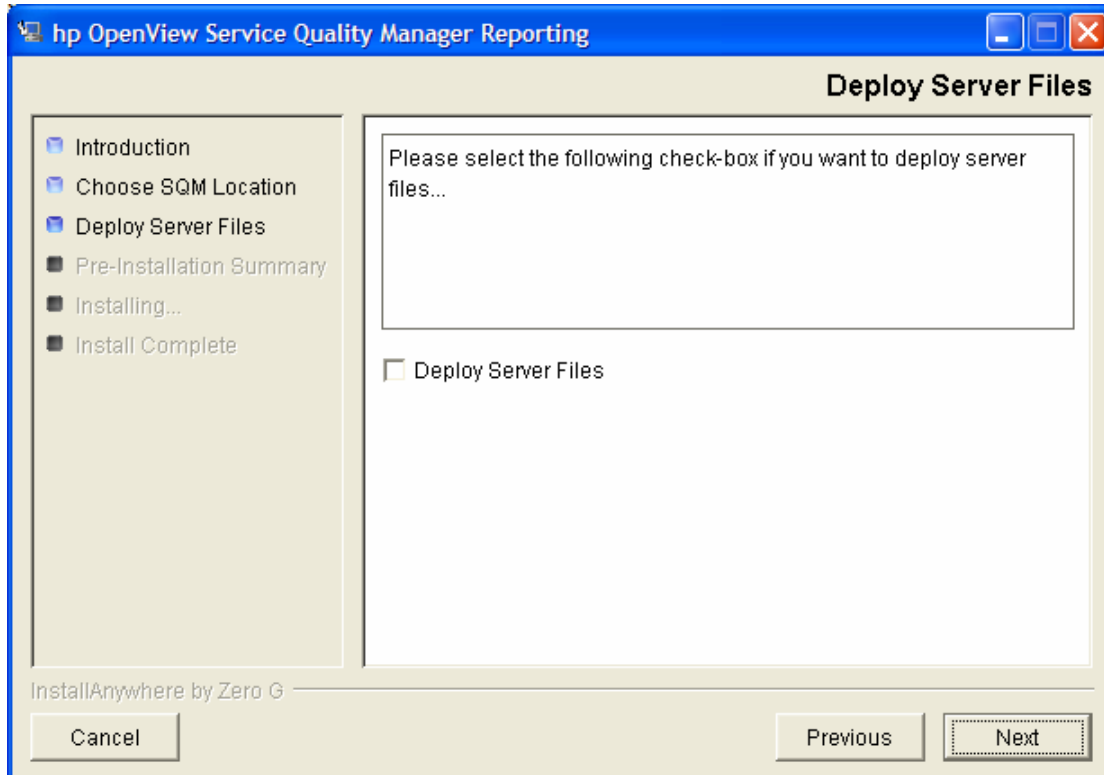 hp OpenView Service Quality Manager Reporting
Deploy Server Files
Introduction
Choose SQM Location
Deploy Server Files
Pre-Installation Summary
Installing...
Install Complete
Please select the following check-box if you want to deploy server
files...
Deploy Server Files
InstallAnywhere by Zero G
Cancel
Previous
Next